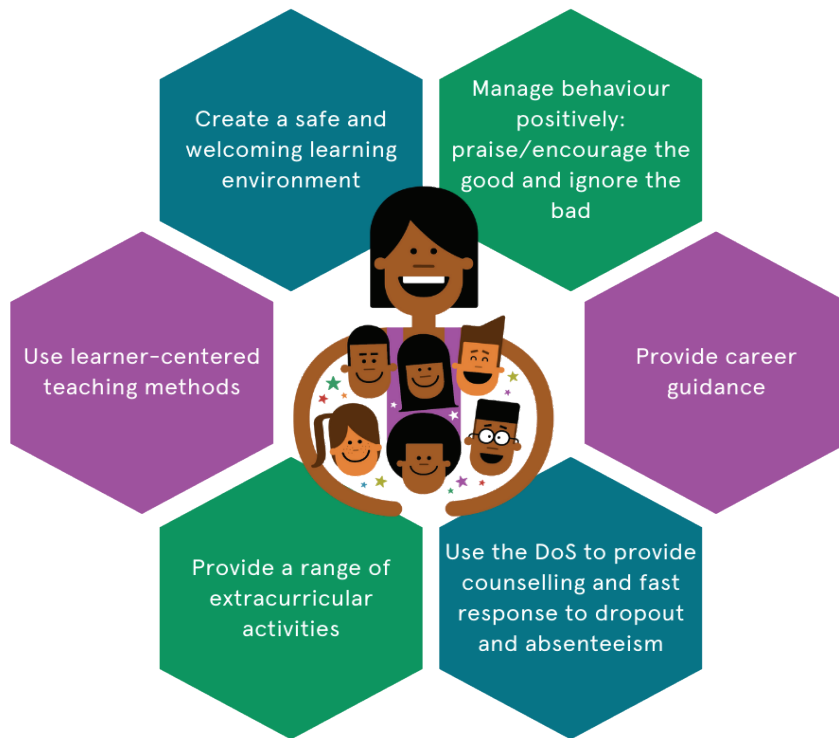 Create a safe and
welcoming learning
environment
Manage behaviour
positively:
praise/encourage the
good and ignore the
bad
Use learner-centered
teaching methods
Provide career
guidance
Provide a range of
extracurricular
activities
Use the DoS to provide
counselling and fast
response to dropout
and absenteeism